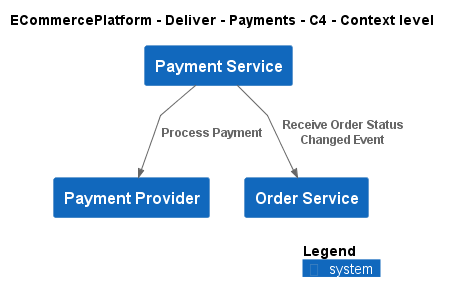 ECommercePlatform - Deliver - Payments - C4 - Context level
Payment Service
Process Payment
Receive Order Status
Changed Event
Payment Provider
Order Service
Legend
system